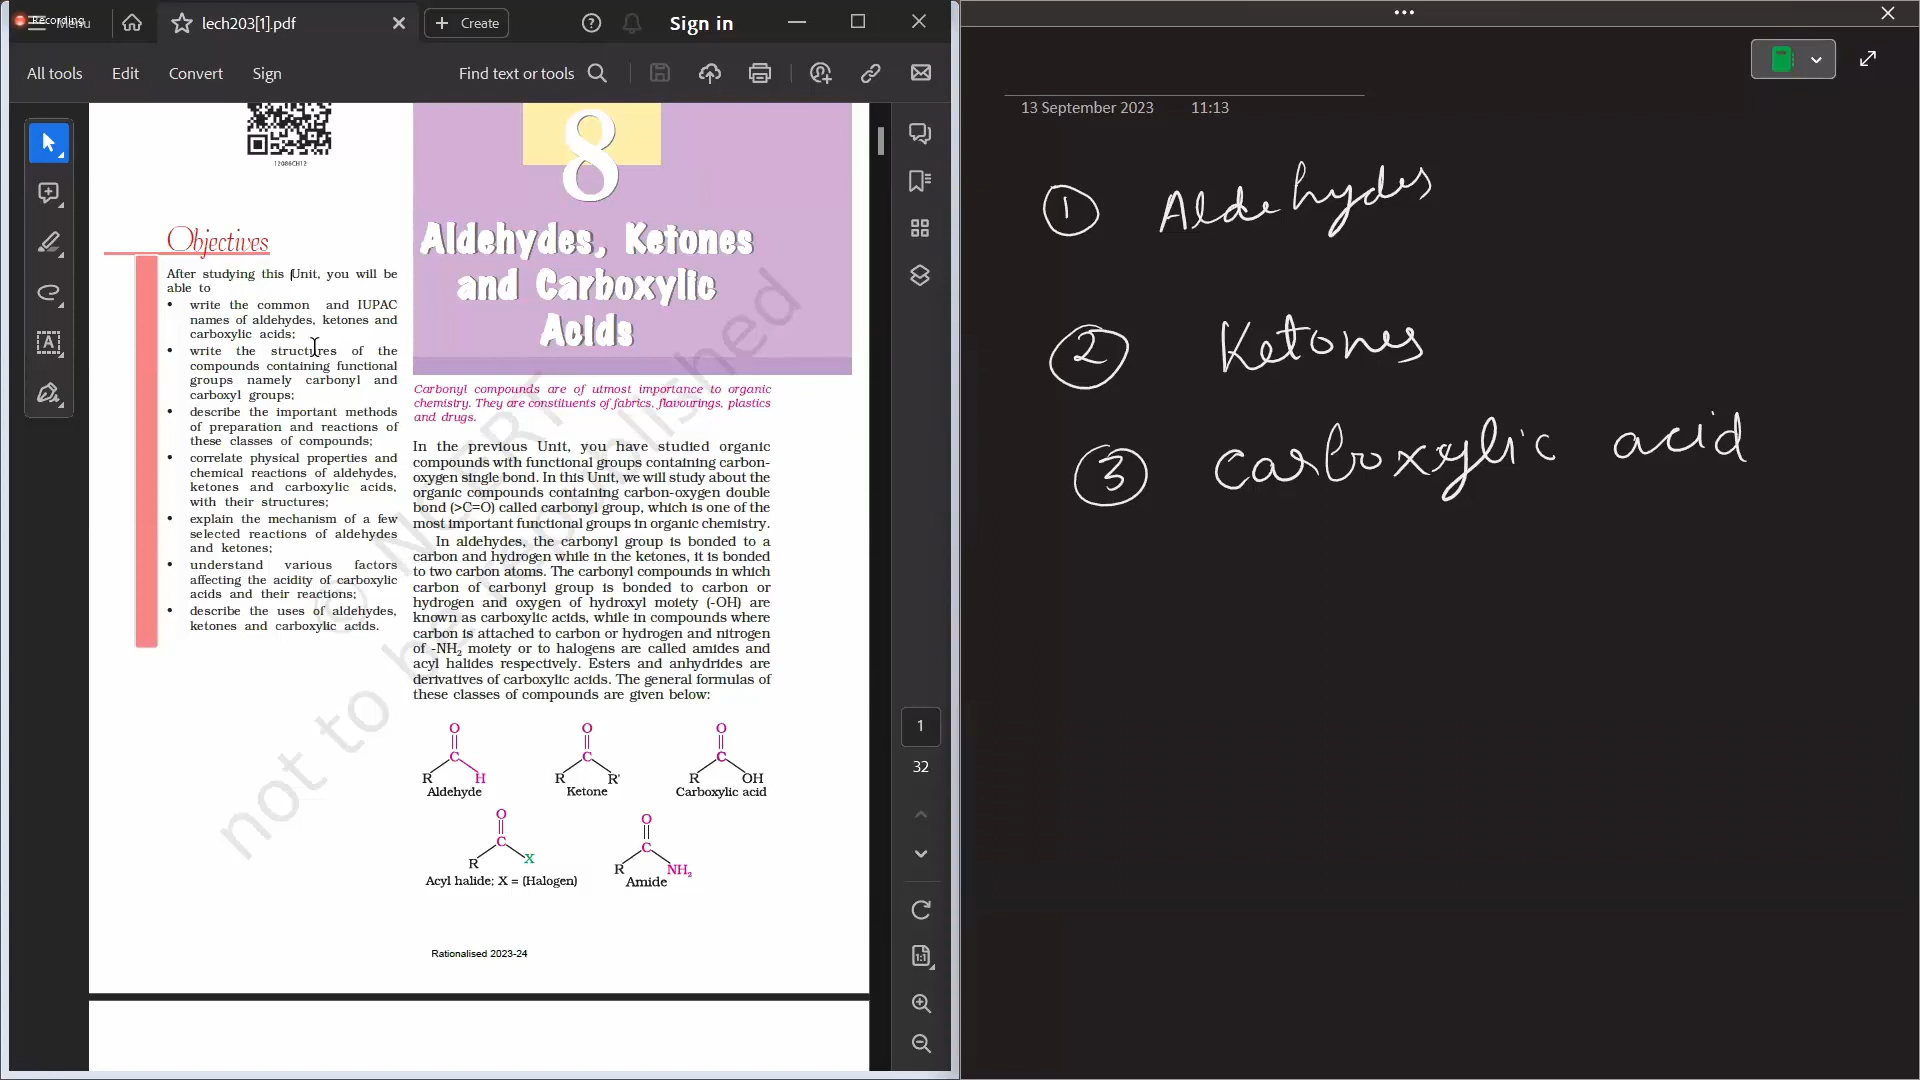 Recording
Menu
lech203[1].pdf
Create
Sign in
All tools
Edit
Convert
Sign
Find text or tools
12086CH12
8
Aldehydes, Ketones
and Carboxylic
Acids
Objectives
After studying this Unit, you will be
able to
• write the common and IUPAC
names of aldehydes, ketones and
carboxylic acids;
• write the structures of the
compounds containing functional
groups namely carbonyl and
carboxyl groups;
• describe the important methods
of preparation and reactions of
these classes of compounds;
• correlate physical properties and
chemical reactions of aldehydes,
ketones and carboxylic acids,
with their structures;
• explain the mechanism of a few
selected reactions of aldehydes
and ketones;
• understand various factors
affecting the acidity of carboxylic
acids and their reactions;
• describe the uses of aldehydes,
ketones and carboxylic acids.
Carbonyl compounds are of utmost importance to organic
chemistry. They are constituents of fabrics, flavourings, plastics
and drugs.
In the previous Unit, you have studied organic
compounds with functional groups containing carbon-
oxygen single bond. In this Unit, we will study about the
organic compounds containing carbon-oxygen double
bond (>C=O) called carbonyl group, which is one of the
most important functional groups in organic chemistry.
In aldehydes, the carbonyl group is bonded to a
carbon and hydrogen while in the ketones, it is bonded
to two carbon atoms. The carbonyl compounds in which
carbon of carbonyl group is bonded to carbon or
hydrogen and oxygen of hydroxyl moiety (-OH) are
known as carboxylic acids, while in compounds where
carbon is attached to carbon or hydrogen and nitrogen
of -NH₂ moiety or to halogens are called amides and
acyl halides respectively. Esters and anhydrides are
derivatives of carboxylic acids. The general formulas of
these classes of compounds are given below:
O
C
R H
Aldehyde
O
C
R R'
Ketone
O
C
R OH
Carboxylic acid
O
C
R X
Acyl halide; X = (Halogen)
O
C
R NH₂
Amide
Rationalised 2023-24
© NCERT
not to be republished
1
32
1:1
13 September 2023 11:13
1 Aldehydes
2 Ketones
3 Carboxylic acid